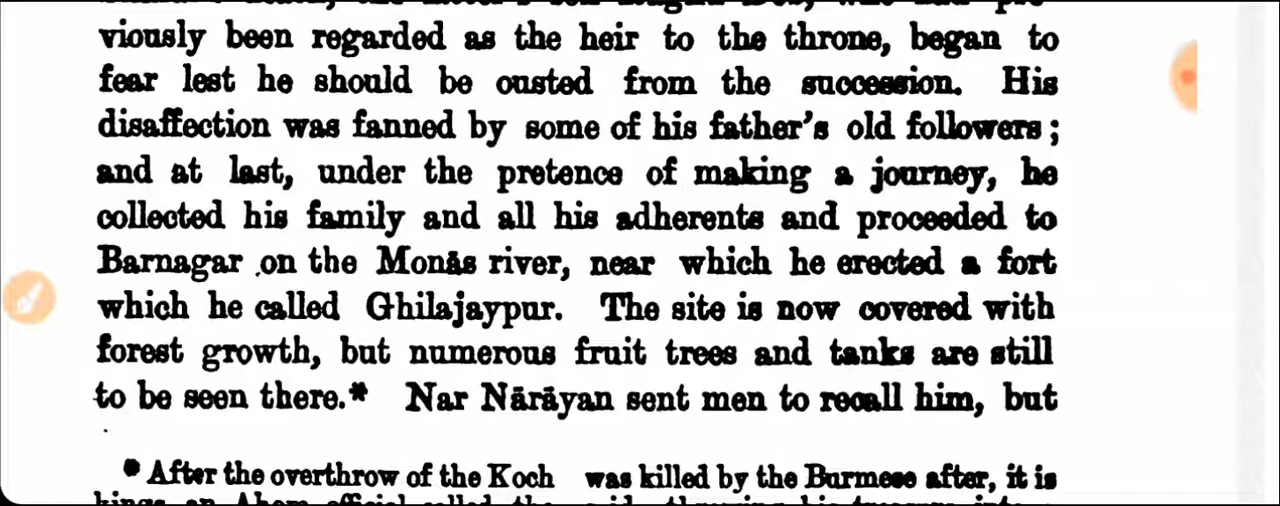 viously been regarded as the heir to the throne, began to
fear lest he should be ousted from the succession. His
disaffection was fanned by some of his father's old followers;
and at last, under the pretence of making a journey, he
collected his family and all his adherents and proceeded to
Barnagar on the Monās river, near which he erected a fort
which he called Ghilajaypur. The site is now covered with
forest growth, but numerous fruit trees and tanks are still
to be seen there.* Nar Nārāyan sent men to recall him, but
* After the overthrow of the Koch
was killed by the Burmese after, it is